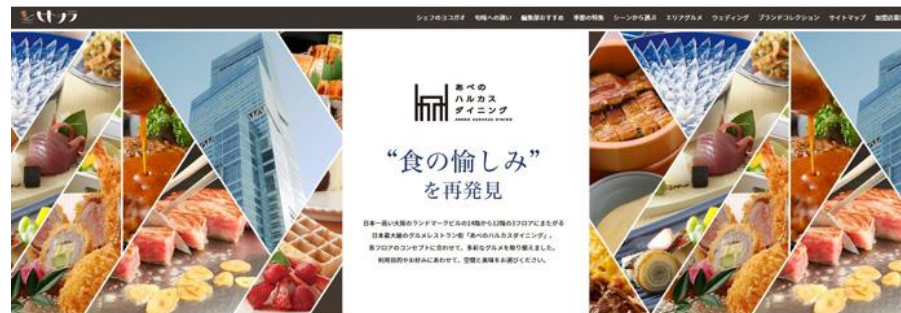 ヒトサラ
シェフのヨコガオ 旬味への誘い 編集部おすすめ 季節の特集 シーンから選ぶ エリアグルメ ウェディング ブランドコレクション サイトマップ
あべの
ハルカス
ダイニング
ABENO HARUKAS DINING
“食の愉しみ”
を再発見
日本一高い大阪のランドマークビルの14階から12階の3フロアにまたがる
日本最大級のグルメレストラン街「あべのハルカスダイニング」。
各フロアのコンセプトに合わせて、多彩なグルメを取り揃えました。
利用目的やお好みにあわせて、空間と美味をお選びください。